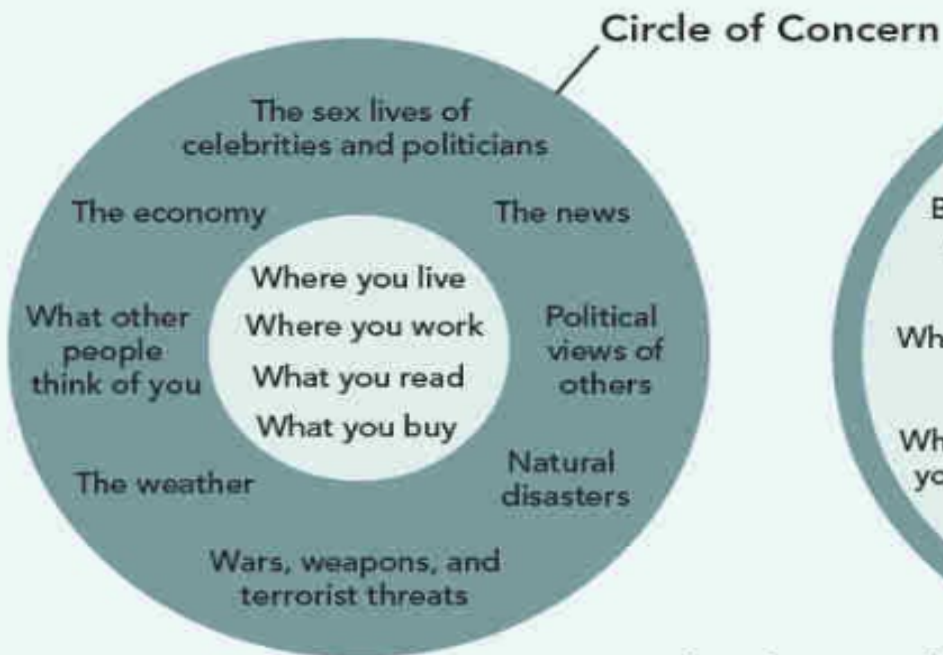 Circle of Concern
The sex lives of
celebrities and politicians
The economy
The news
Where you live
Where you work
What you read
What you buy
What other
people
think of you
Political
views of
others
The weather
Natural
disasters
Wars, weapons, and
terrorist threats